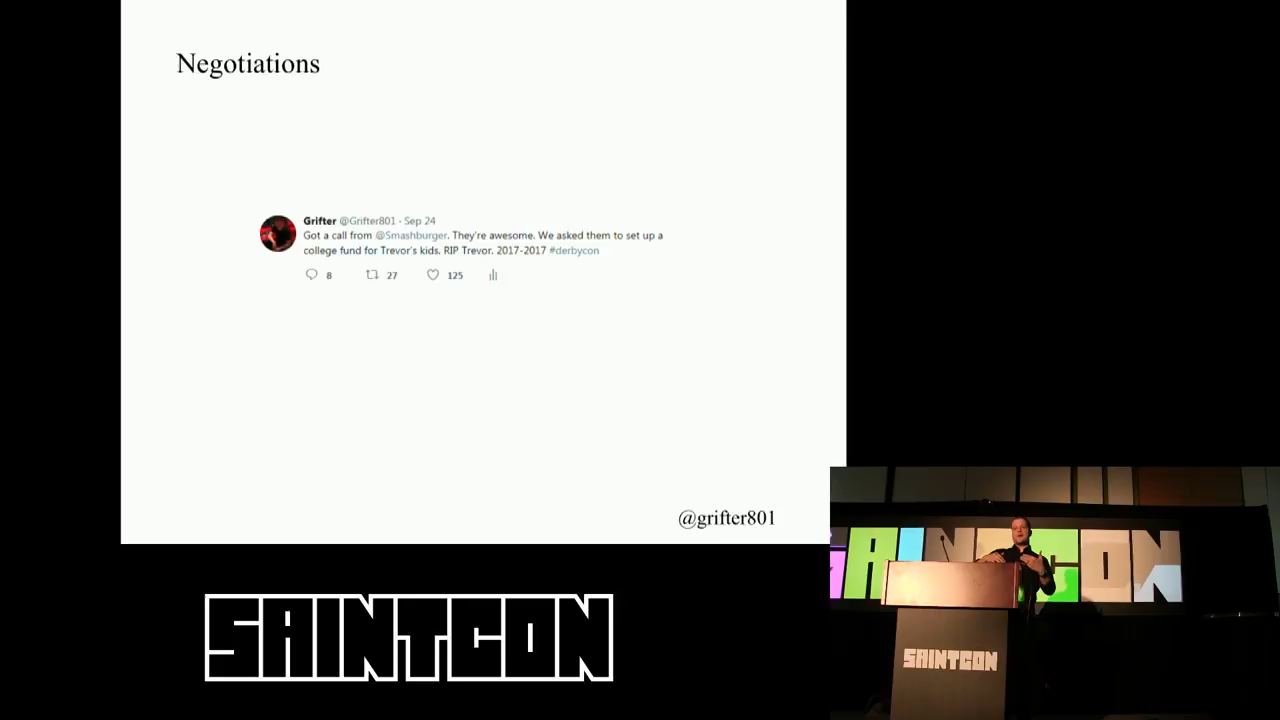 Negotiations
Grifter @Grifter801 · Sep 24
Got a call from @Smashburger. They're awesome. We asked them to set up a
college fund for Trevor's kids. RIP Trevor. 2017-2017 #derbycon
8 27 125
@grifter801
SAINTCON
AINTCON
SAINTCON